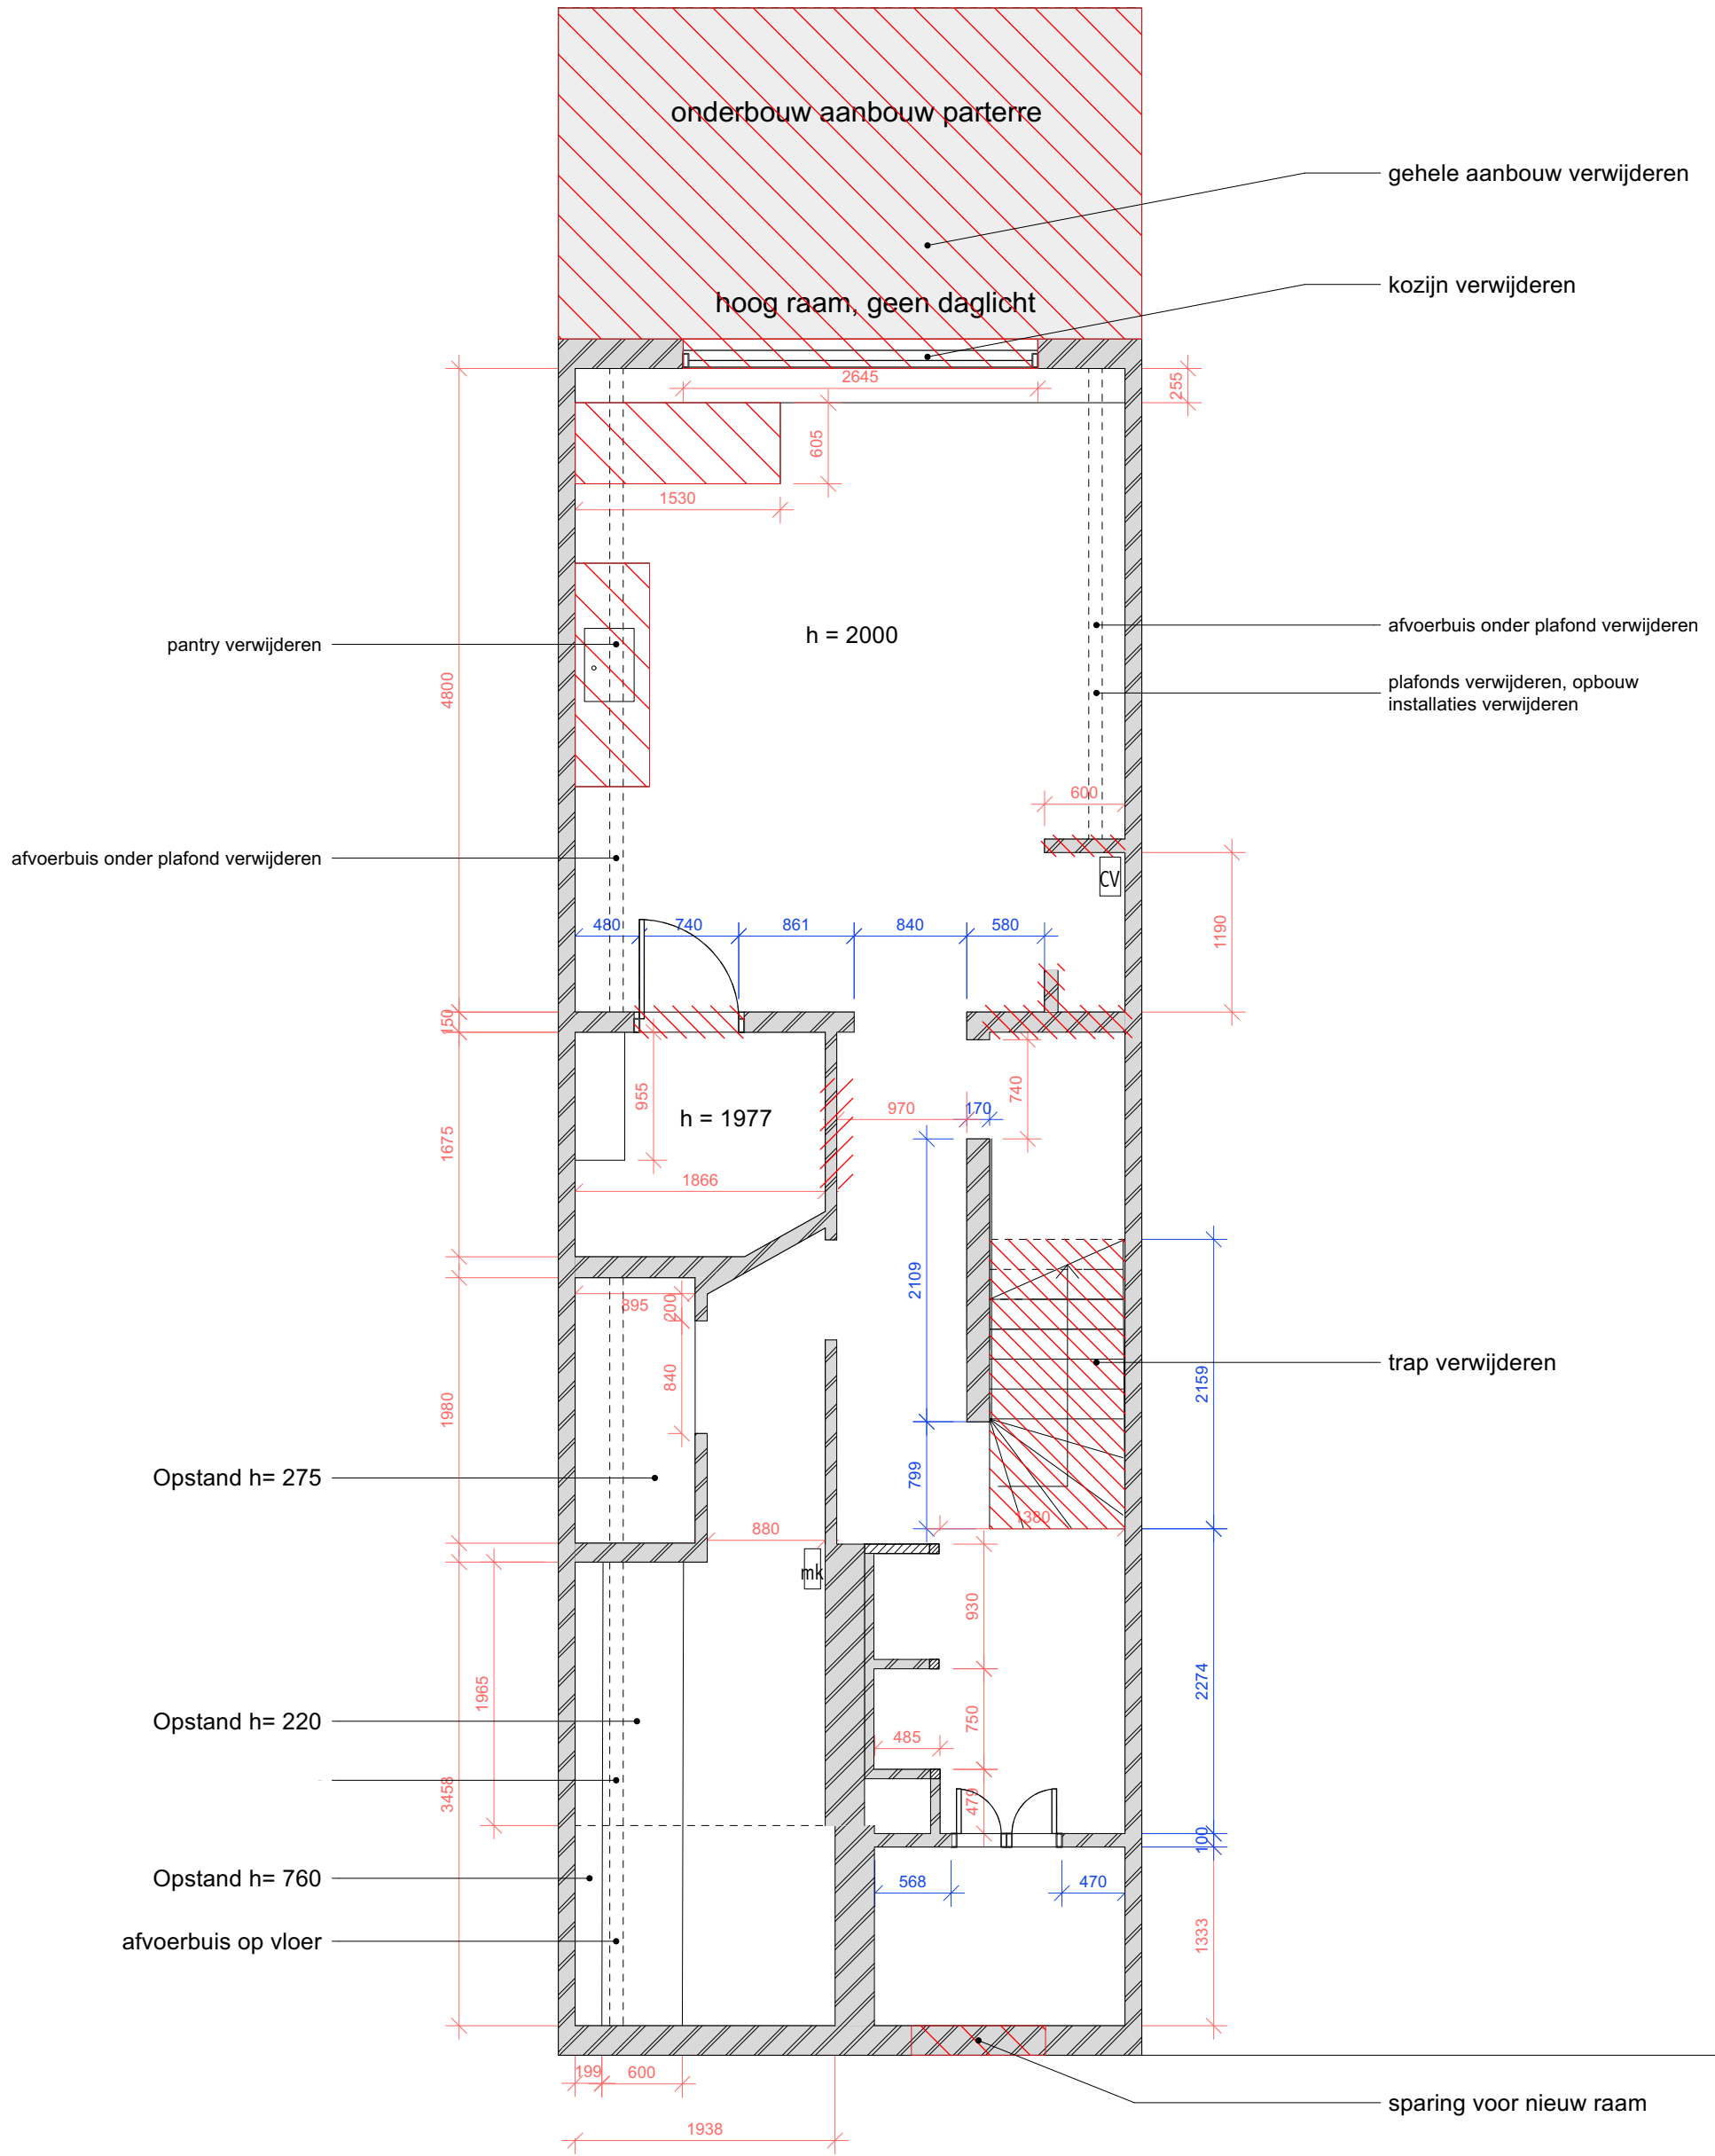 onderbouw aanbouw parterre
gehele aanbouw verwijderen
kozijn verwijderen
hoog raam, geen daglicht
2645
255
605
1530
h = 2000
afvoerbuis onder plafond verwijderen
pantry verwijderen
plafonds verwijderen, opbouw
installaties verwijderen
4800
600
afvoerbuis onder plafond verwijderen
CV
480
740
861
840
580
1190
150
955
h = 1977
970
170
740
1675
1866
2109
895
200
840
2159
trap verwijderen
1980
Opstand h= 275
799
1380
880
mk
930
1965
2274
Opstand h= 220
750
485
3458
479
100
Opstand h= 760
568
470
afvoerbuis op vloer
1333
199
600
sparing voor nieuw raam
1938